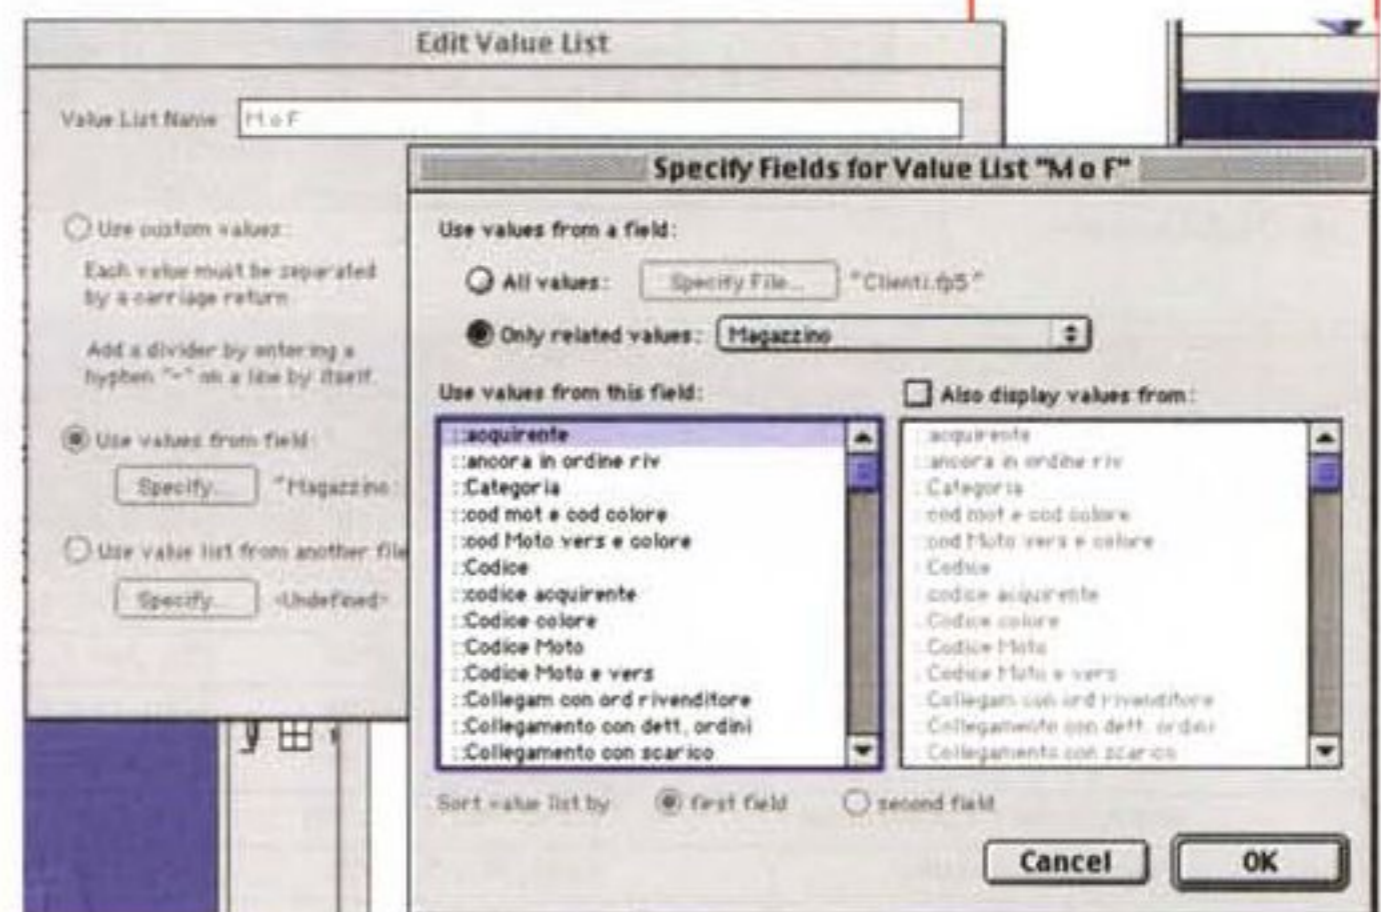 Edit Value List
Value List Name M o F
Use custom values:
Each value must be separated
by a carriage return.
Add a divider by entering a
hyphen "-" on a line by itself.
Use values from field:
Specify... "Magazzino:
Use value list from another file
Specify... <Undefined>
Specify Fields for Value List "M o F"
Use values from a field:
All values: Specify File... "Clienti.fp5"
Only related values: Magazzino
Use values from this field:
::acquirente
::ancora in ordine riv
::Categoria
::cod mot e cod colore
::cod Moto vers e colore
::Codice
::codice acquirente
::Codice colore
::Codice Moto
::Codice Moto e vers
::Collegam con ord rivenditore
::Collegamento con dett. ordini
::Collegamento con scarico
Also display values from:
::acquirente
::ancora in ordine riv
::Categoria
::cod mot e cod colore
::cod Moto vers e colore
::Codice
::codice acquirente
::Codice colore
::Codice Moto
::Codice Moto e vers
::Collegam con ord rivenditore
::Collegamento con dett. ordini
::Collegamento con scarico
Sort value list by: first field second field
Cancel OK